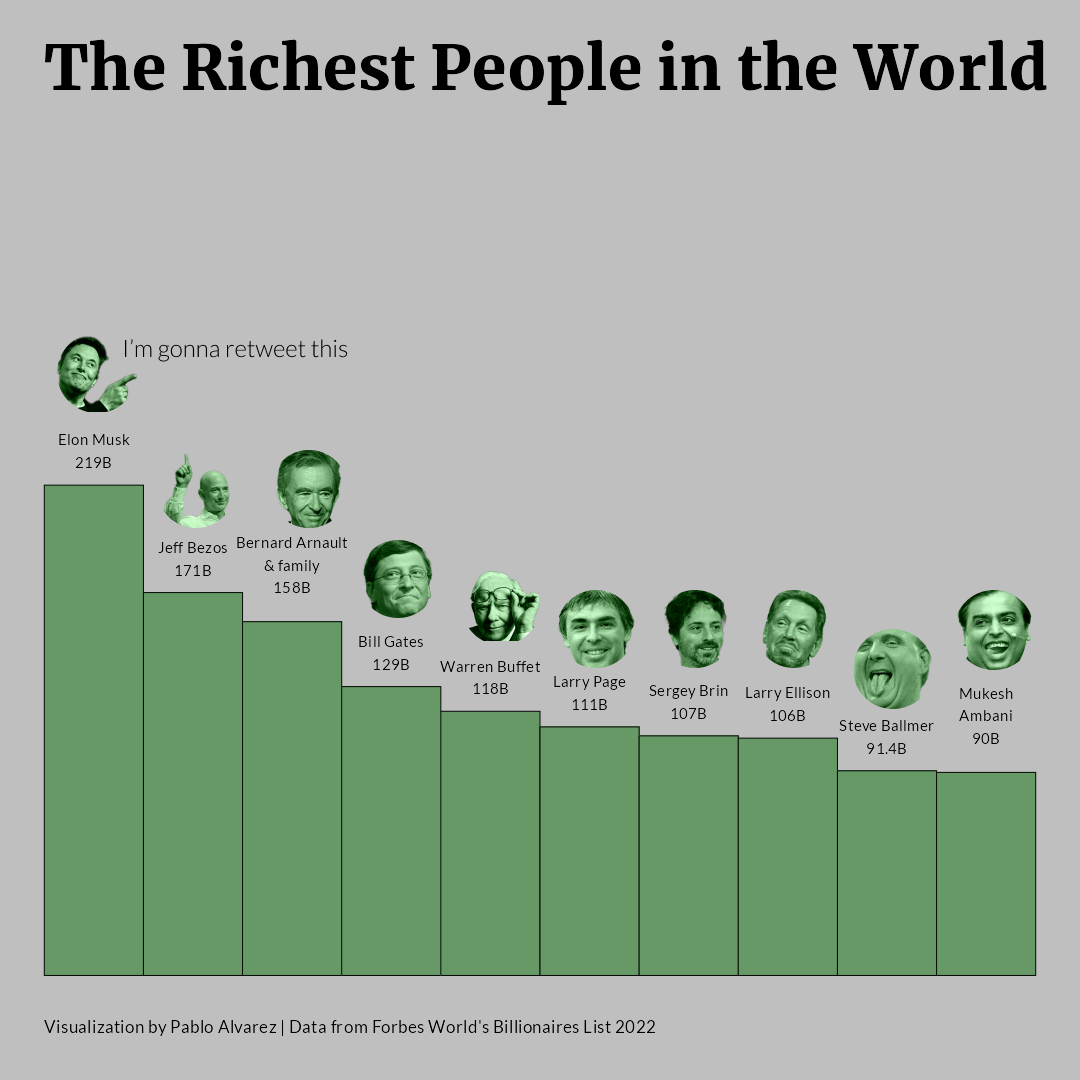 The Richest People in the World
I'm gonna retweet this
Elon Musk
219B
Jeff Bezos
171B
Bernard Arnault
& family
158B
Bill Gates
129B
Warren Buffet
118B
Larry Page
111B
Sergey Brin
107B
Larry Ellison
106B
Steve Ballmer
91.4B
Mukesh
Ambani
90B
Visualization by Pablo Alvarez | Data from Forbes World's Billionaires List 2022